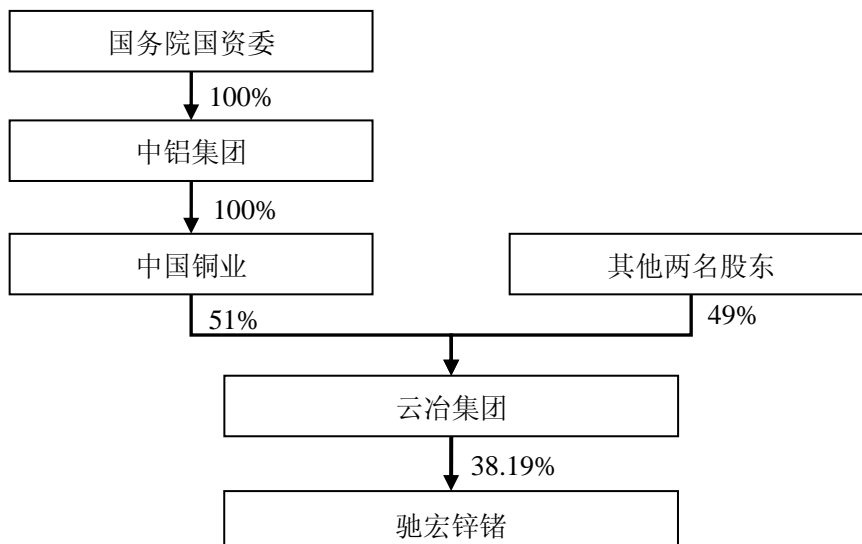 国务院国资委
100%
中铝集团
100%
中国铜业
其他两名股东
51%
49%
云冶集团
38.19%
驰宏锌锗